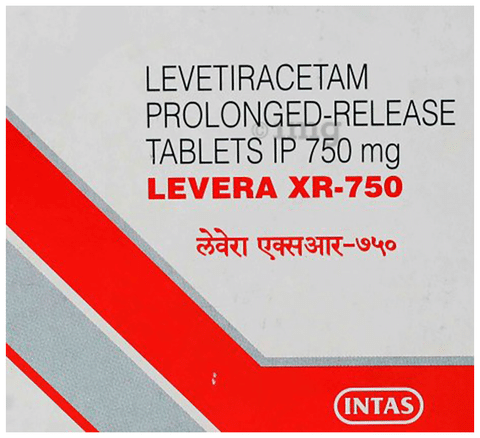 LEVETIRACETAM
PROLONGED-RELEASE
TABLETS IP 750 mg
LEVERA XR-750
लेवेरा एक्सआर-७५०
INTAS